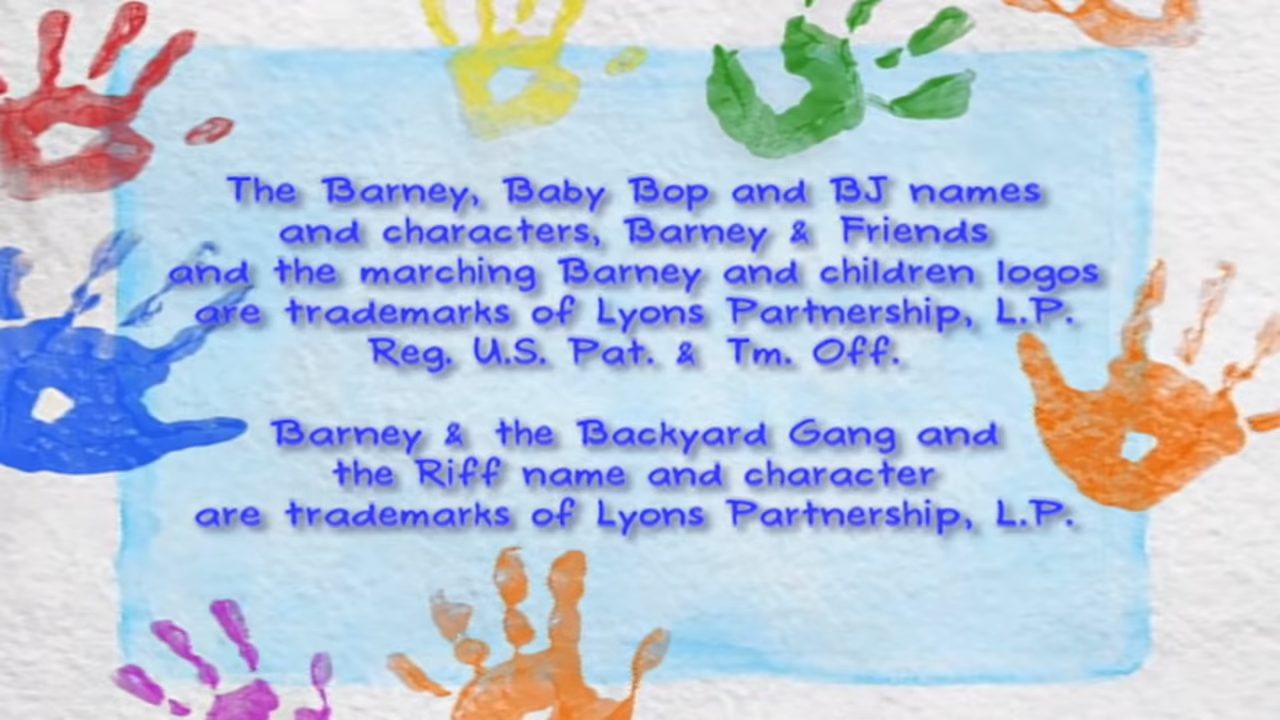 The Barney, Baby Bop and BJ names
and characters, Barney & Friends
and the marching Barney and children logos
are trademarks of Lyons Partnership, L.P.
Reg. U.S. Pat. & Tm. Off.
Barney & the Backyard Gang and
the Riff name and character
are trademarks of Lyons Partnership, L.P.